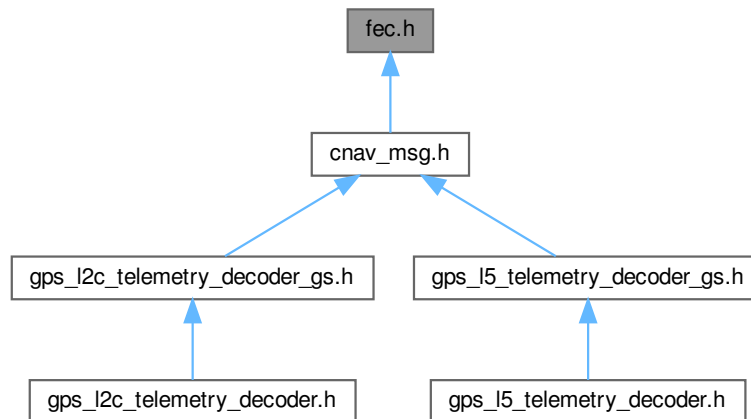 fec.h
cnav_msg.h
gps_l2c_telemetry_decoder_gs.h
gps_l5_telemetry_decoder_gs.h
gps_l2c_telemetry_decoder.h
gps_l5_telemetry_decoder.h